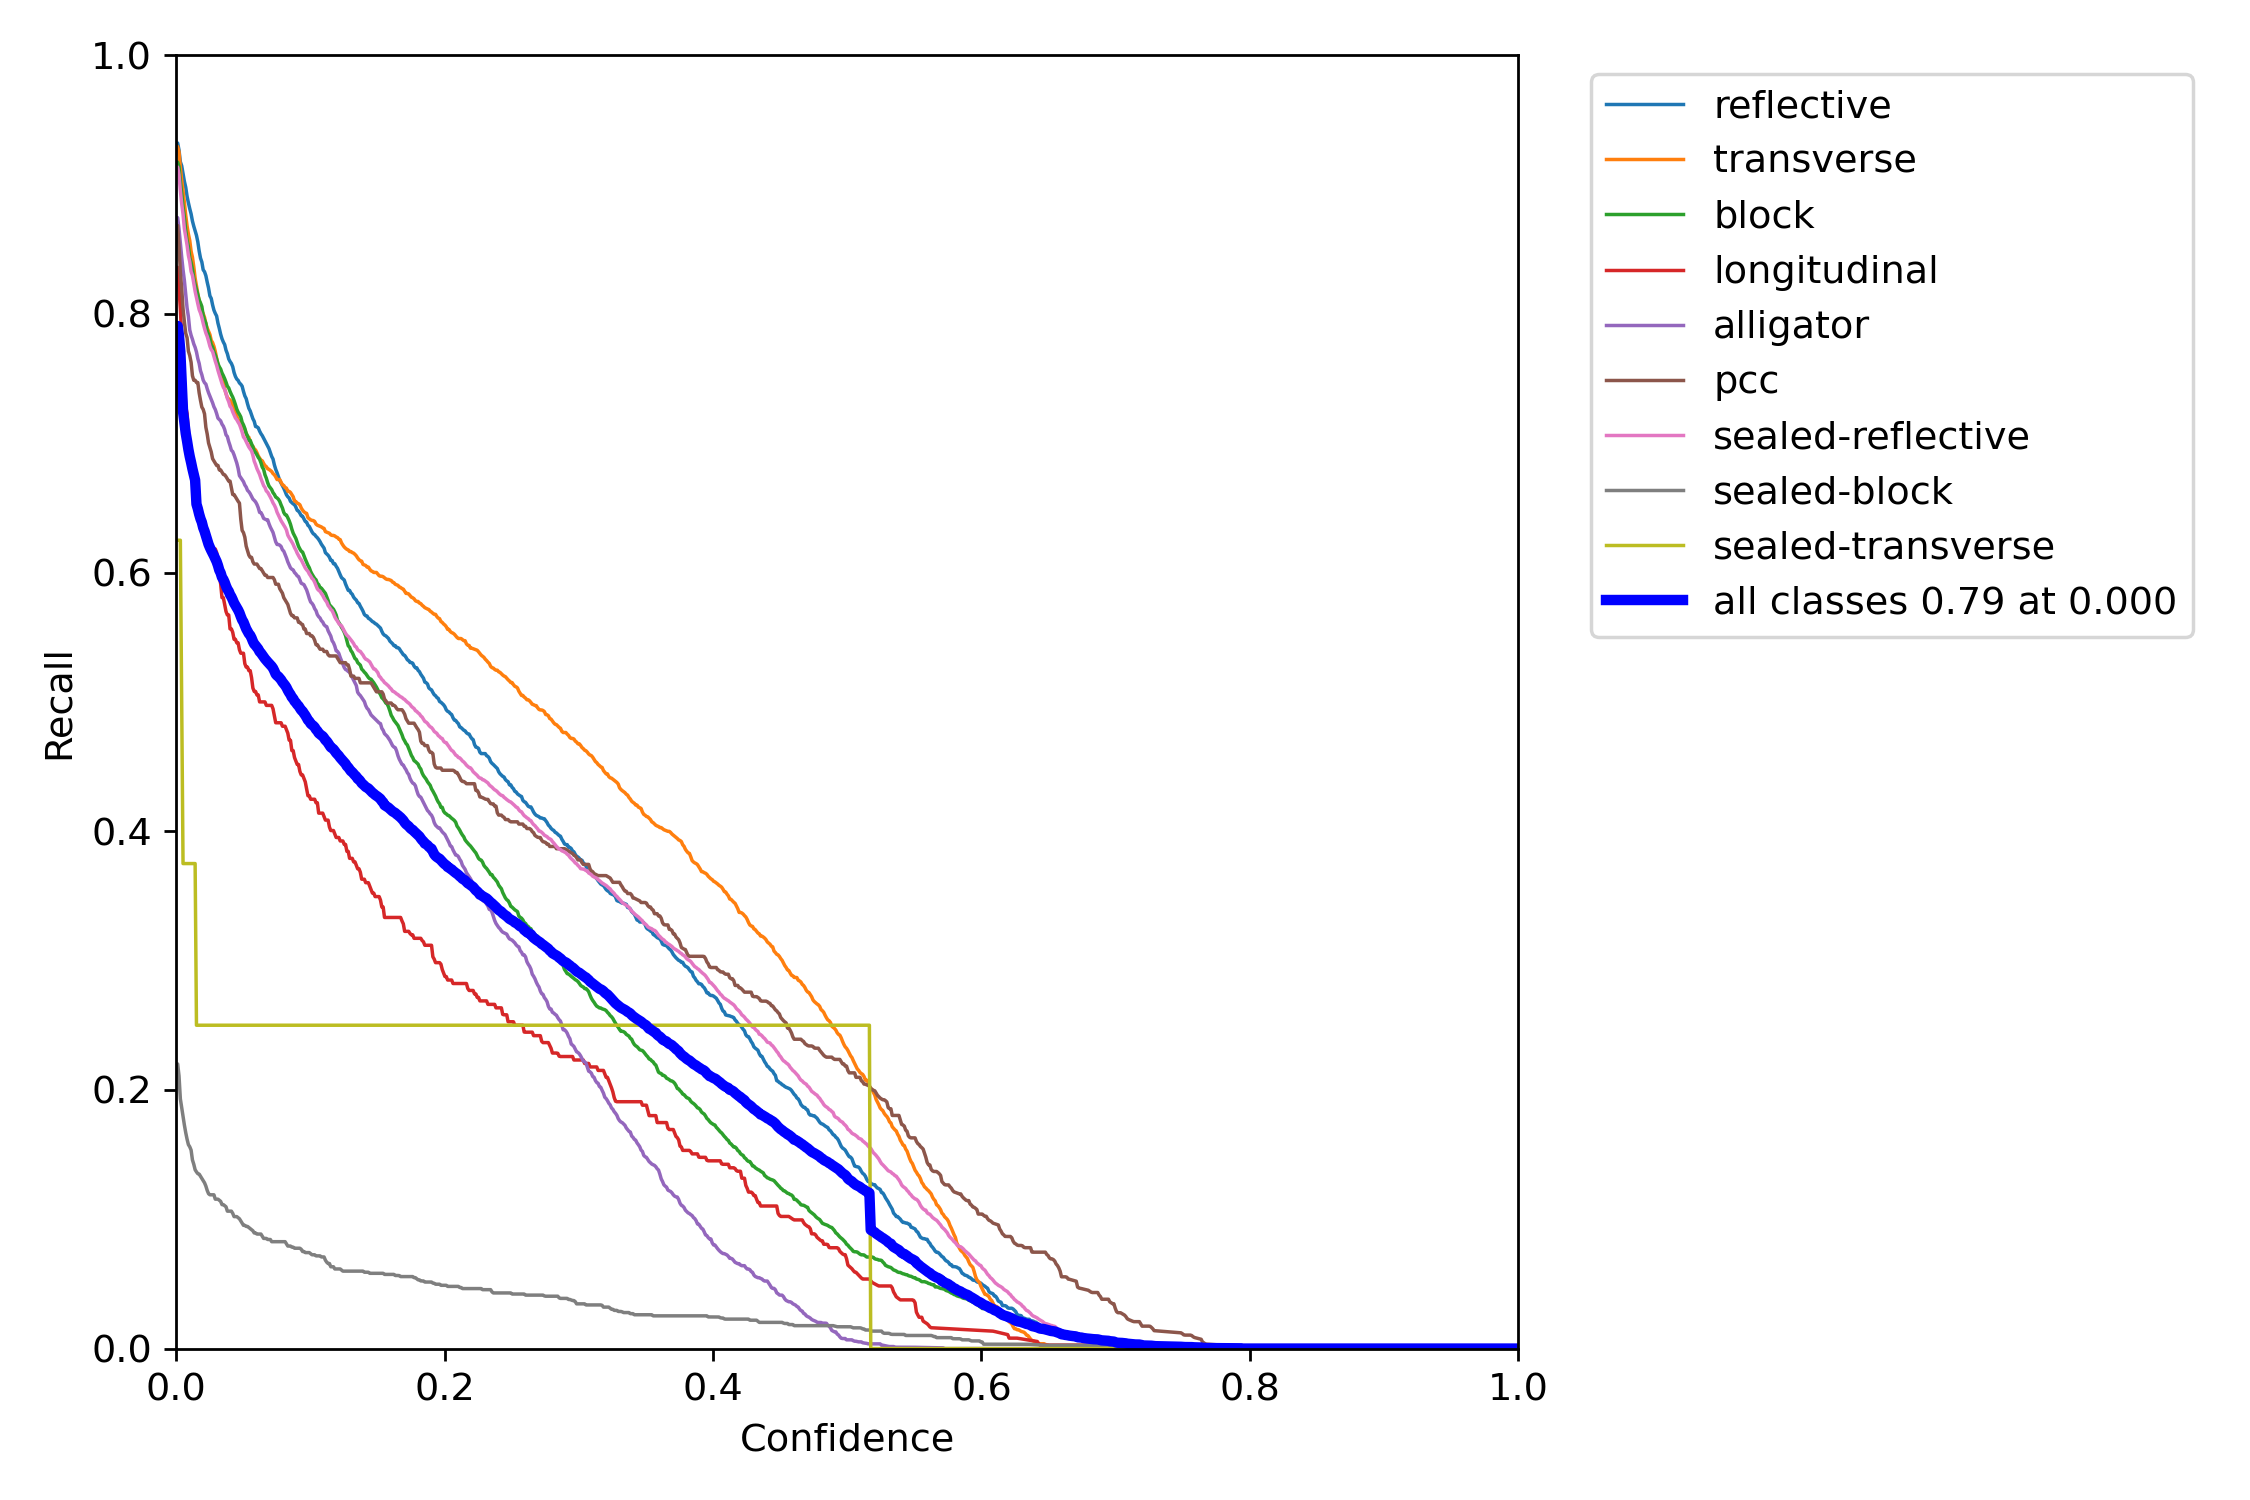 1.0
0.8
0.6
0.4
0.2
0.0
Recall
0.0 0.2 0.4 0.6 0.8 1.0
Confidence
reflective
transverse
block
longitudinal
alligator
pcc
sealed-reflective
sealed-block
sealed-transverse
all classes 0.79 at 0.000